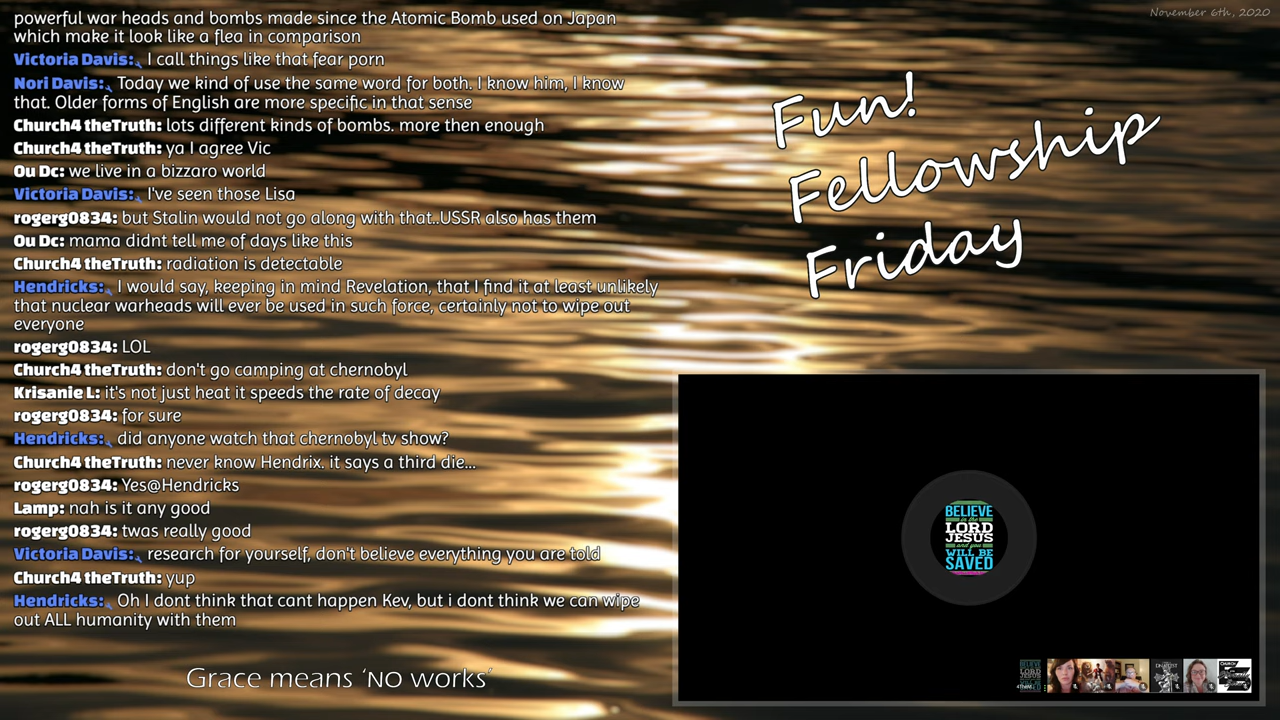 November 6th, 2020
powerful war heads and bombs made since the Atomic Bomb used on Japan
which make it look like a flea in comparison
Victoria Davis: I call things like that fear porn
Nori Davis: Today we kind of use the same word for both. I know him, I know
that. Older forms of English are more specific in that sense
Church4 theTruth: lots different kinds of bombs. more then enough
Church4 theTruth: ya I agree Vic
Ou Dc: we live in a bizzaro world
Victoria Davis: I've seen those Lisa
rogerg0834: but Stalin would not go along with that..USSR also has them
Ou Dc: mama didnt tell me of days like this
Church4 theTruth: radiation is detectable
Hendricks: I would say, keeping in mind Revelation, that I find it at least unlikely
that nuclear warheads will ever be used in such force, certainly not to wipe out
everyone
rogerg0834: LOL
Church4 theTruth: don't go camping at chernobyl
Krisanie L: it's not just heat it speeds the rate of decay
rogerg0834: for sure
Hendricks: did anyone watch that chernobyl tv show?
Church4 theTruth: never know Hendrix. it says a third die...
rogerg0834: Yes@Hendricks
Lamp: nah is it any good
rogerg0834: twas really good
Victoria Davis: research for yourself, don't believe everything you are told
Church4 theTruth: yup
Hendricks: Oh I dont think that cant happen Kev, but i dont think we can wipe
out ALL humanity with them
Grace means 'NO works'
Fun!
Fellowship
Friday
BELIEVE
in the
LORD
JESUS
and you
WILL BE
SAVED